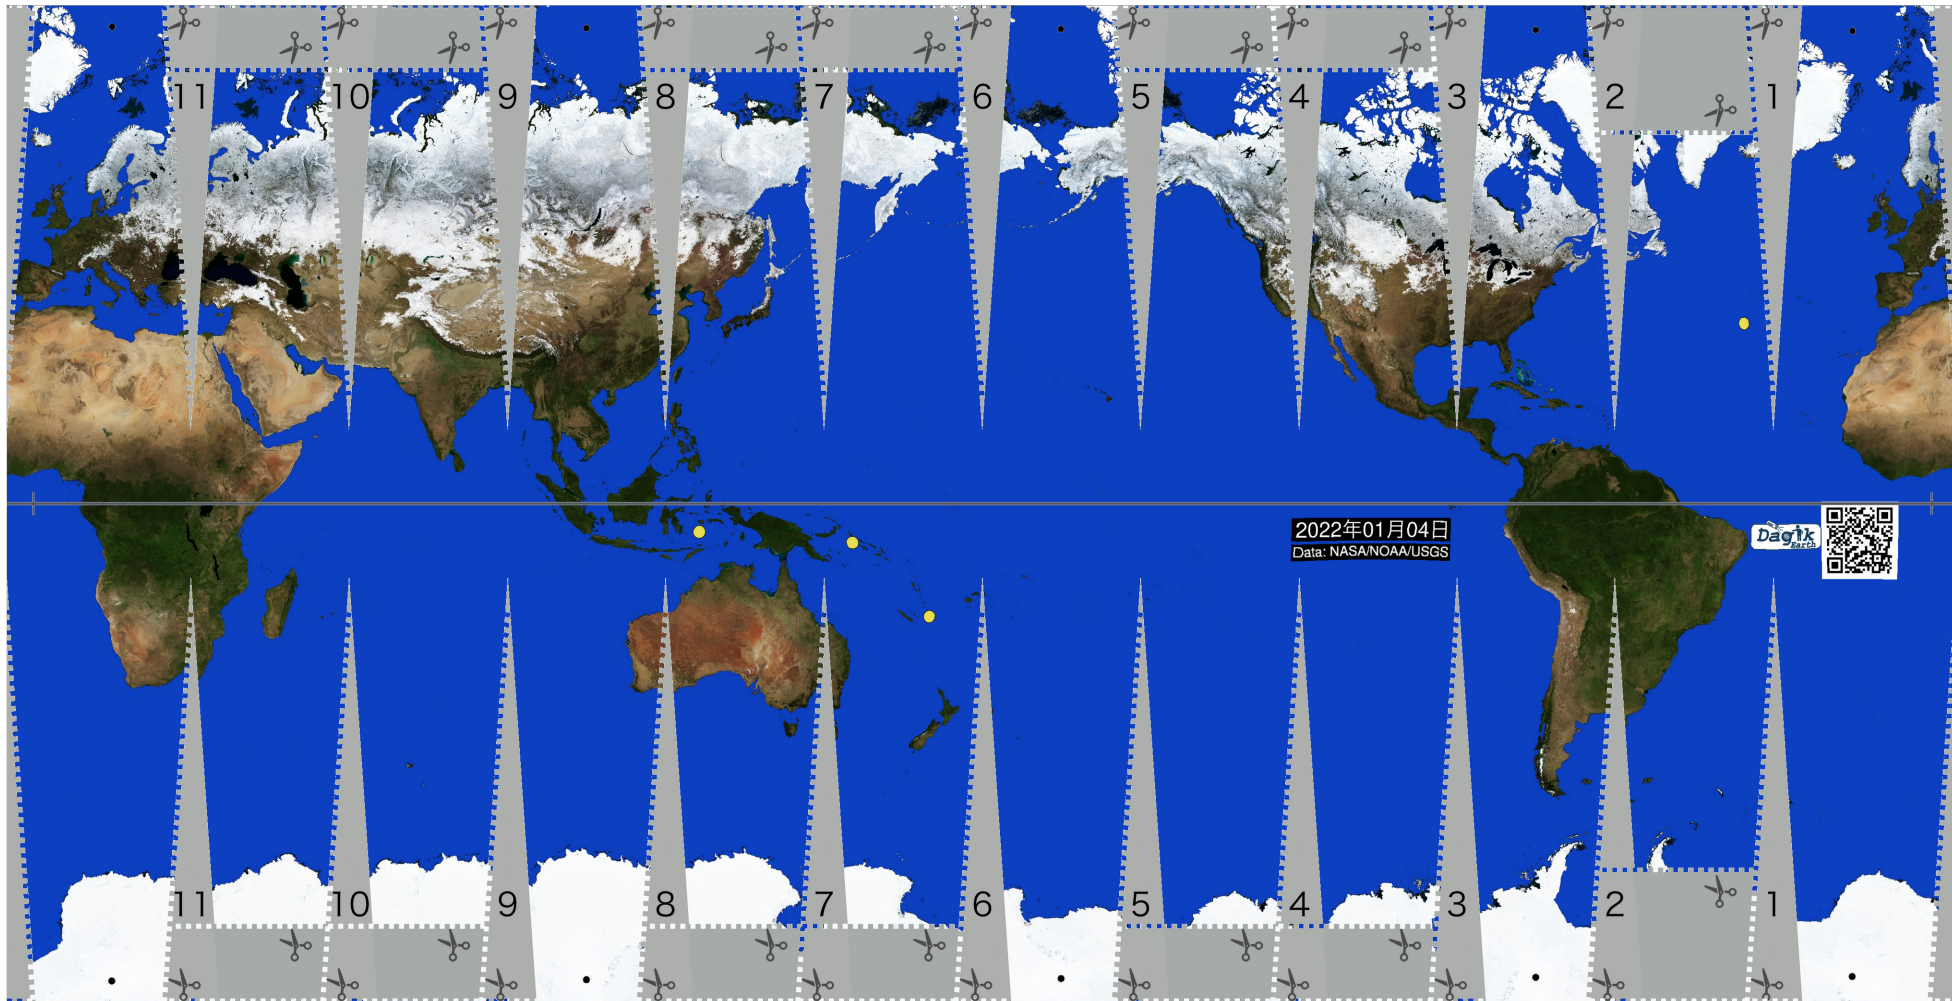 11 10 9 8 7 6 5 4 3 2 1
2022年01月04日
Data: NASA/NOAA/USGS
Dagik
Earth
11 10 9 8 7 6 5 4 3 2 1